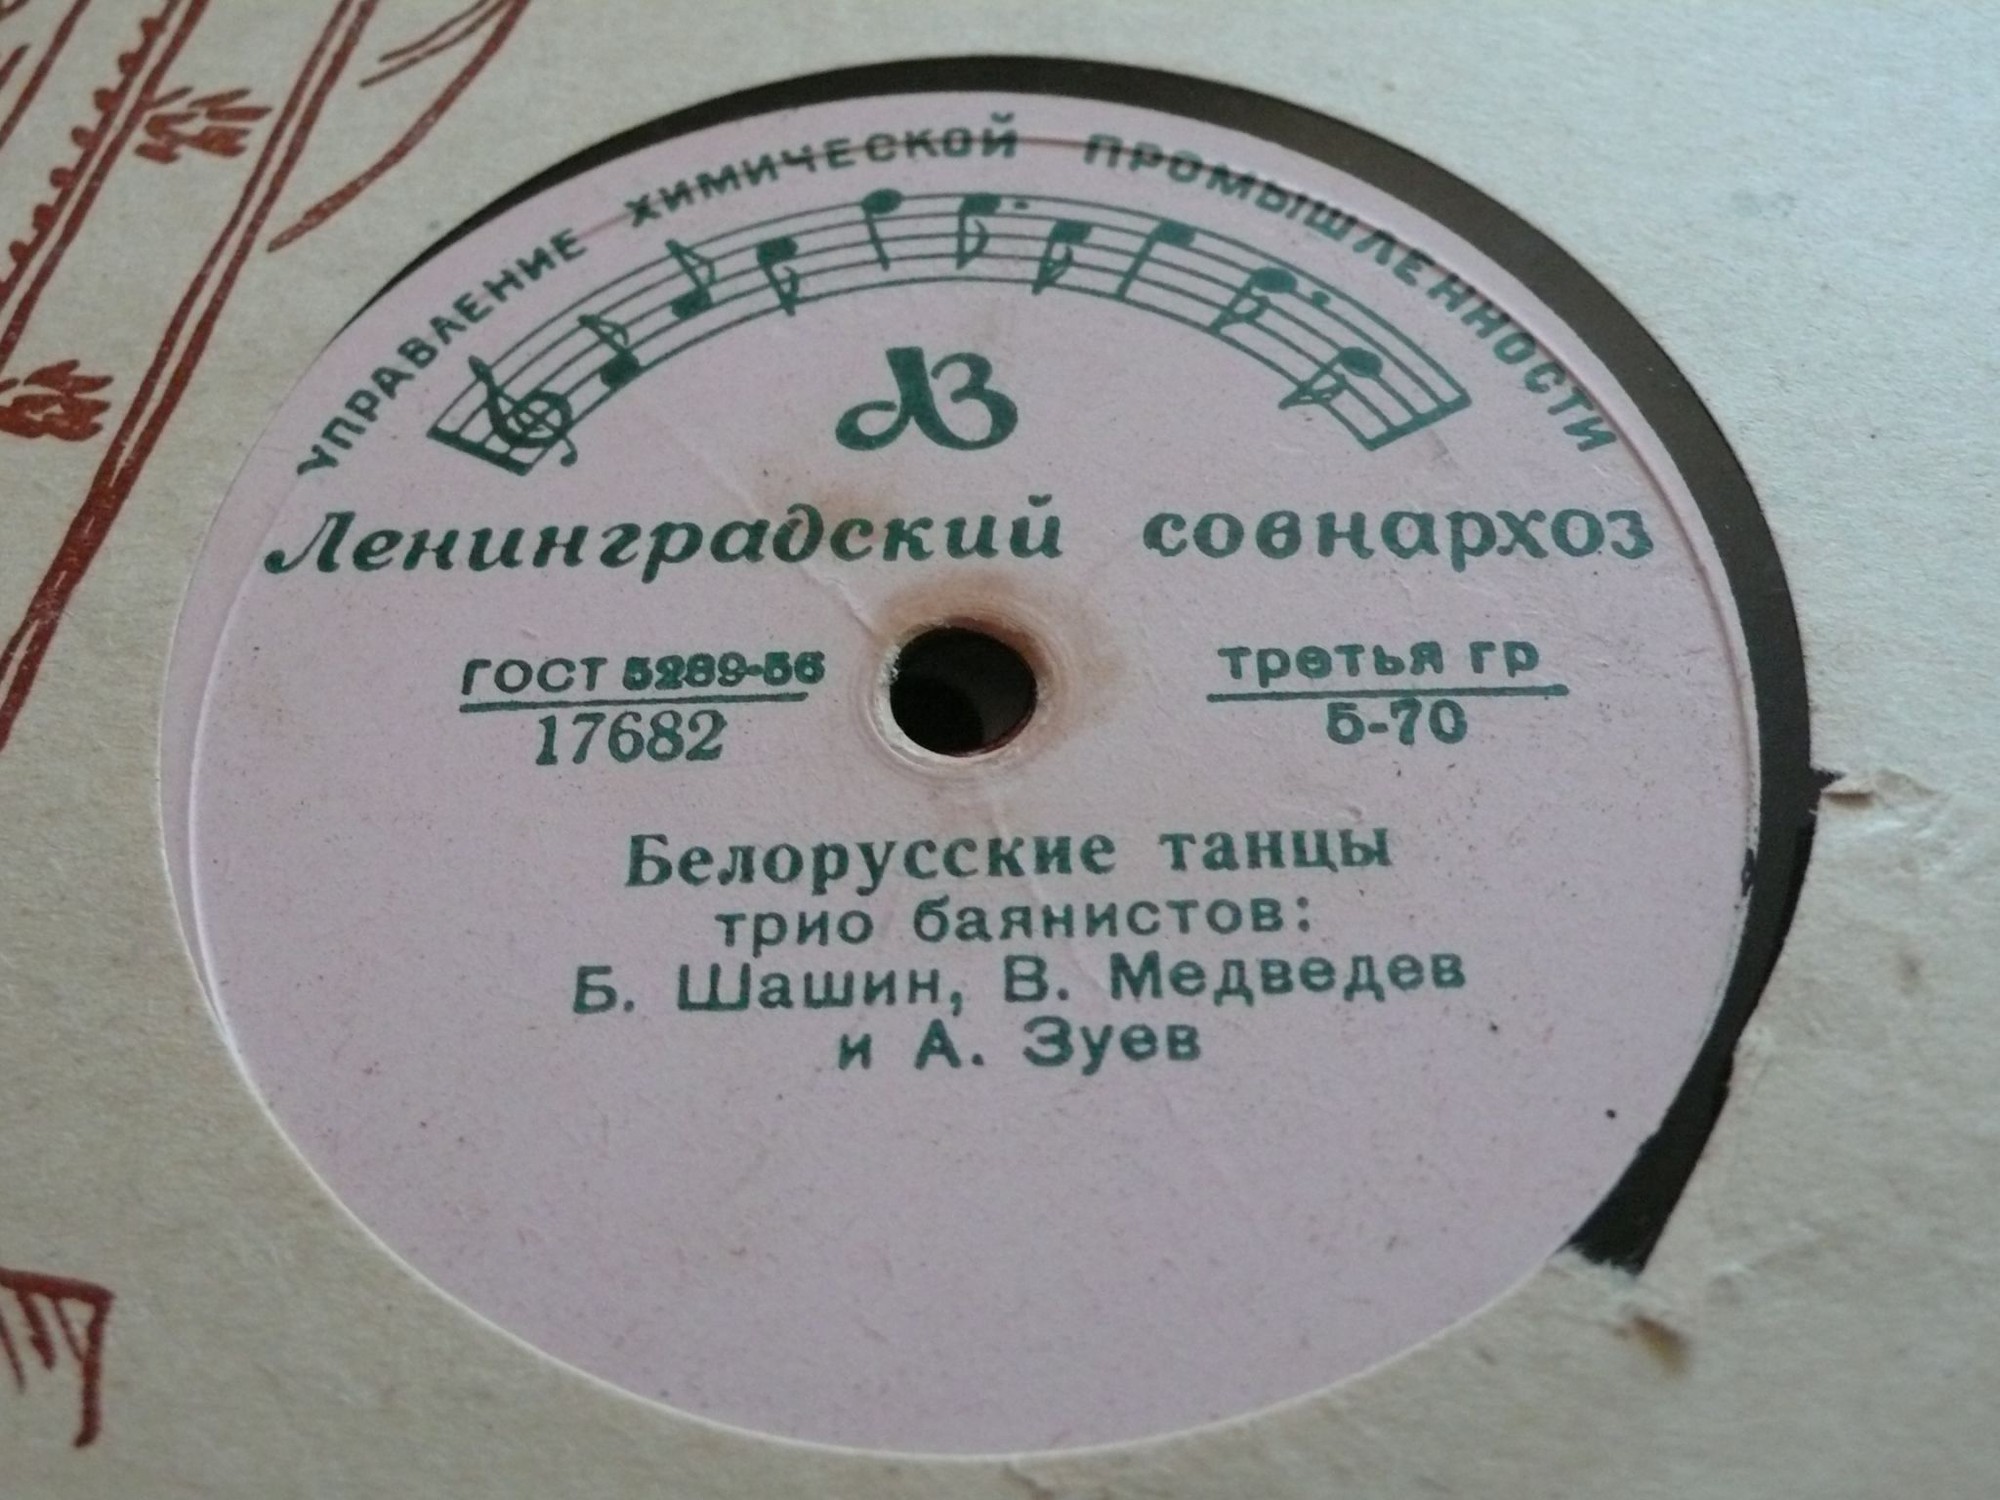 УПРАВЛЕНИЕ ХИМИЧЕСКОЙ ПРОМЫШЛЕННОСТИ
ЛЗ
Ленинградский совнархоз
ГОСТ 5289-56
17682
третья гр
5-70
Белорусские танцы
трио баянистов:
Б. Шашин, В. Медведев
и А. Зуев